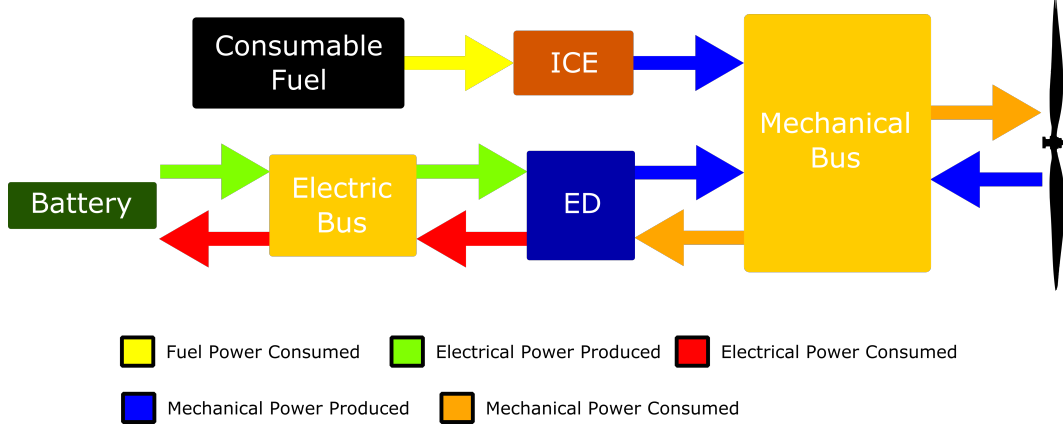 Consumable
Fuel
ICE
Mechanical
Bus
Battery
Electric
Bus
ED
Fuel Power Consumed
Electrical Power Produced
Electrical Power Consumed
Mechanical Power Produced
Mechanical Power Consumed